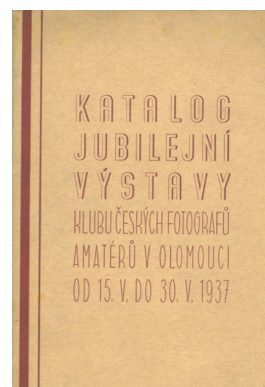 KATALOG
JUBILEJNÍ
VÝSTAVY
KLUBU ČESKÝCH FOTOGRAFŮ
AMATÉRŮ V OLOMOUCI
OD 15. V. DO 30. V. 1937